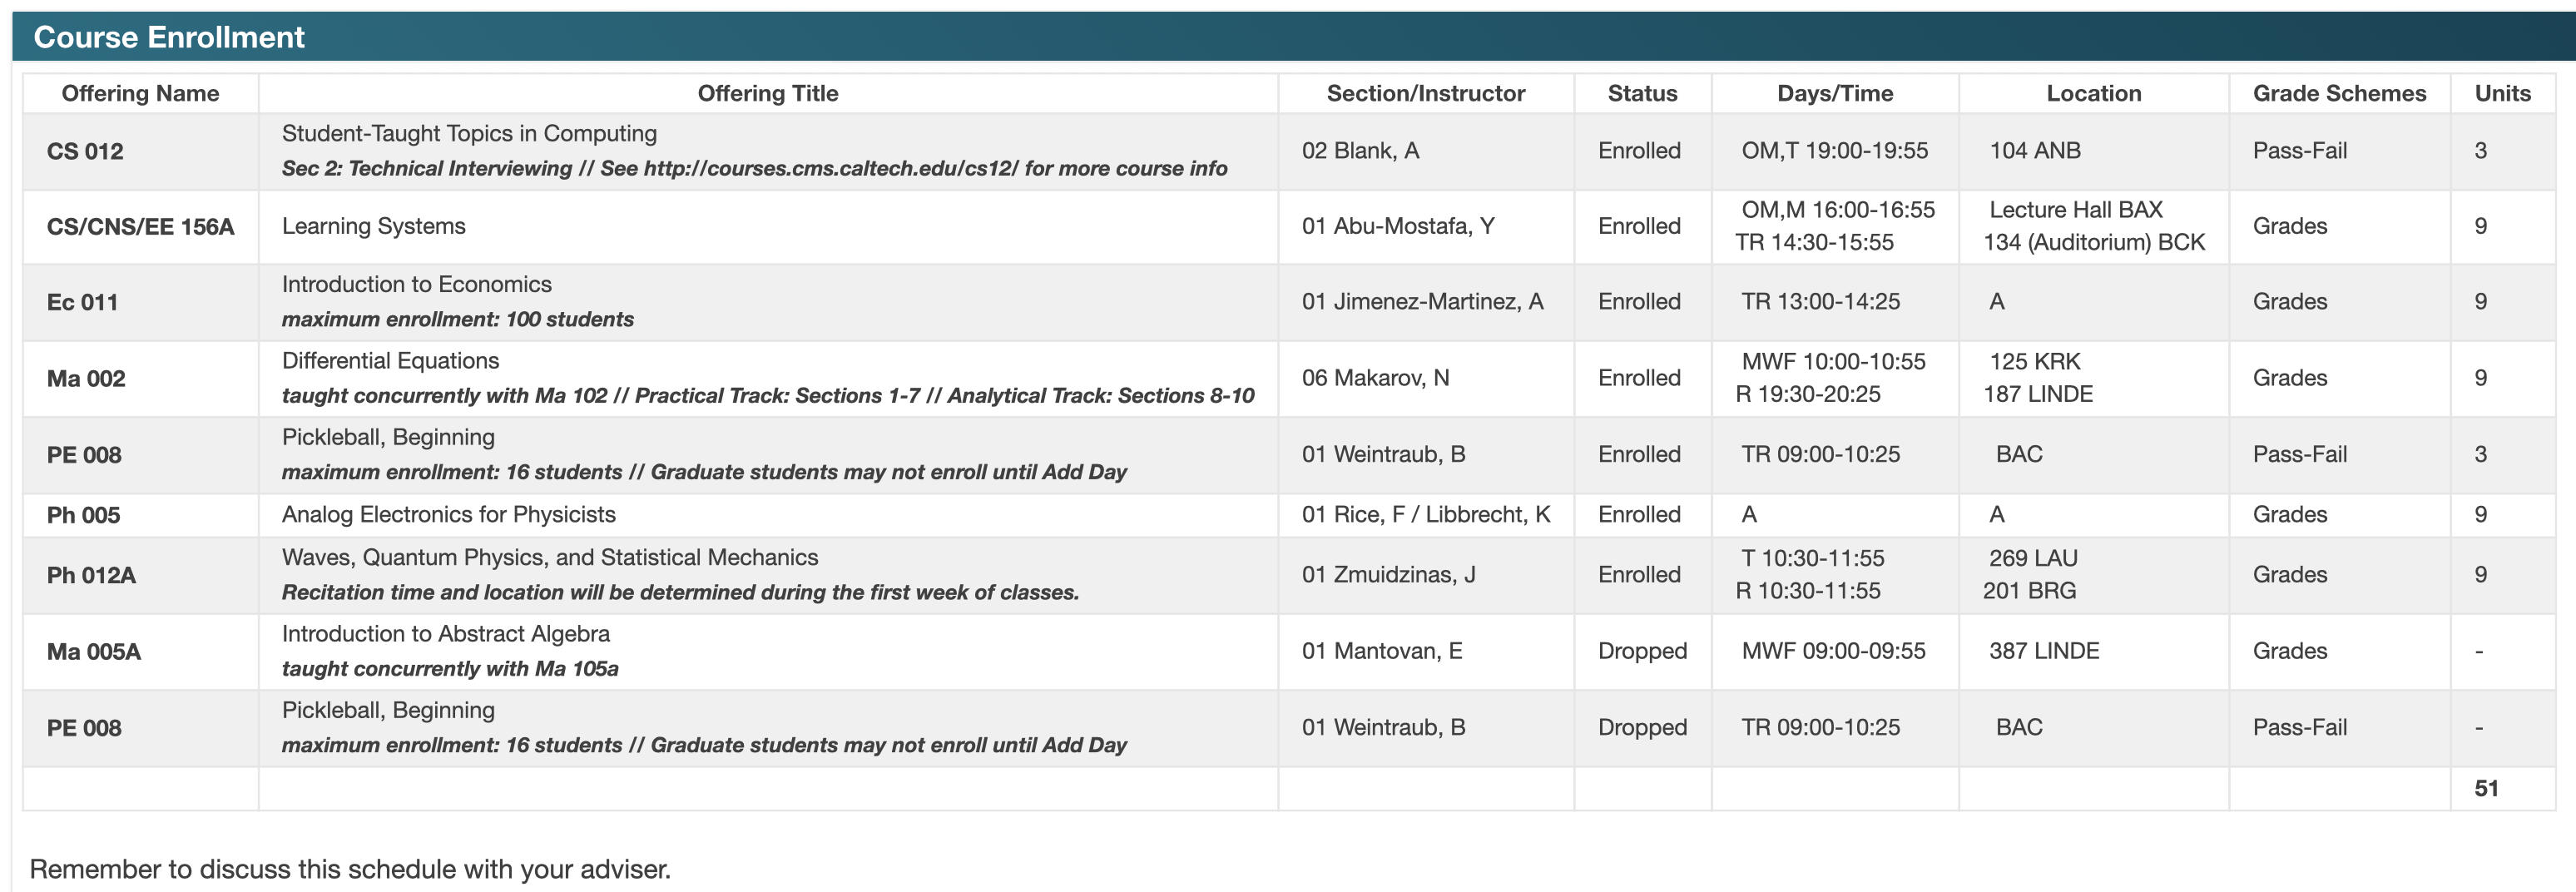 Course Enrollment
Offering Name Offering Title Section/Instructor Status Days/Time Location Grade Schemes Units
CS 012 Student-Taught Topics in Computing 02 Blank, A Enrolled OM,T 19:00-19:55 104 ANB Pass-Fail 3
Sec 2: Technical Interviewing // See http://courses.cms.caltech.edu/cs12/ for more course info
CS/CNS/EE 156A Learning Systems 01 Abu-Mostafa, Y Enrolled OM,M 16:00-16:55 Lecture Hall BAX Grades 9
TR 14:30-15:55 134 (Auditorium) BCK
Ec 011 Introduction to Economics 01 Jimenez-Martinez, A Enrolled TR 13:00-14:25 A Grades 9
maximum enrollment: 100 students
Ma 002 Differential Equations 06 Makarov, N Enrolled MWF 10:00-10:55 125 KRK Grades 9
taught concurrently with Ma 102 // Practical Track: Sections 1-7 // Analytical Track: Sections 8-10 R 19:30-20:25 187 LINDE
PE 008 Pickleball, Beginning 01 Weintraub, B Enrolled TR 09:00-10:25 BAC Pass-Fail 3
maximum enrollment: 16 students // Graduate students may not enroll until Add Day
Ph 005 Analog Electronics for Physicists 01 Rice, F / Libbrecht, K Enrolled A A Grades 9
Ph 012A Waves, Quantum Physics, and Statistical Mechanics 01 Zmuidzinas, J Enrolled T 10:30-11:55 269 LAU Grades 9
Recitation time and location will be determined during the first week of classes. R 10:30-11:55 201 BRG
Ma 005A Introduction to Abstract Algebra 01 Mantovan, E Dropped MWF 09:00-09:55 387 LINDE Grades -
taught concurrently with Ma 105a
PE 008 Pickleball, Beginning 01 Weintraub, B Dropped TR 09:00-10:25 BAC Pass-Fail -
maximum enrollment: 16 students // Graduate students may not enroll until Add Day
51
Remember to discuss this schedule with your adviser.